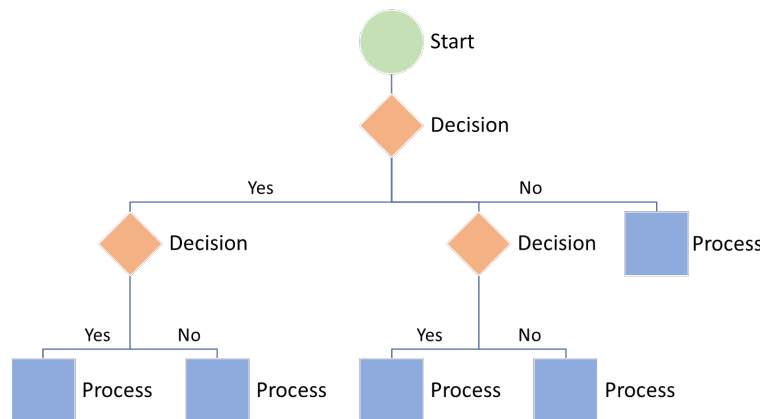 Start
Decision
Yes
No
Decision
Decision
Process
Yes
No
Yes
No
Process
Process
Process
Process